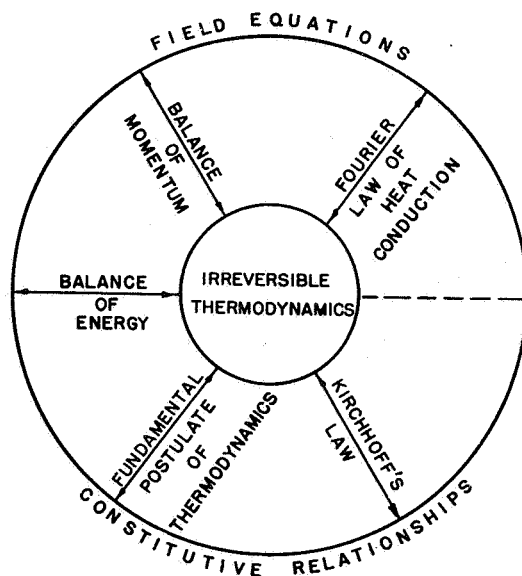 FIELD EQUATIONS
BALANCE
OF
MOMENTUM
FOURIER
LAW OF
HEAT
CONDUCTION
BALANCE
OF
ENERGY
IRREVERSIBLE
THERMODYNAMICS
FUNDAMENTAL
POSTULATE
OF
THERMODYNAMICS
KIRCHHOFF'S
LAW
CONSTITUTIVE RELATIONSHIPS